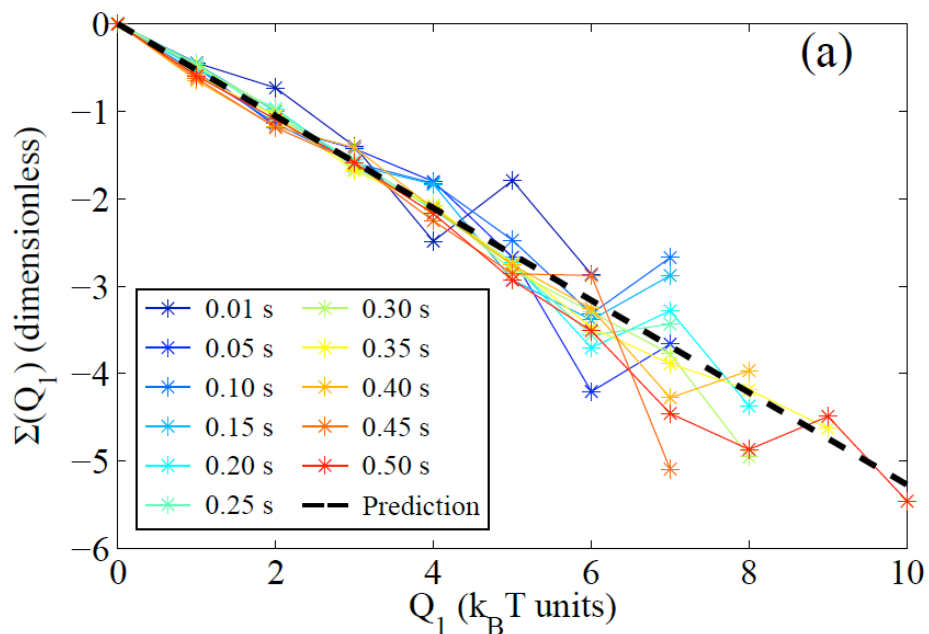 (a)
0
−1
−2
−3
−4
−5
−6
Σ(Q₁) (dimensionless)
0.01 s
0.05 s
0.10 s
0.15 s
0.20 s
0.25 s
0.30 s
0.35 s
0.40 s
0.45 s
0.50 s
Prediction
0 2 4 6 8 10
Q₁ (k_BT units)